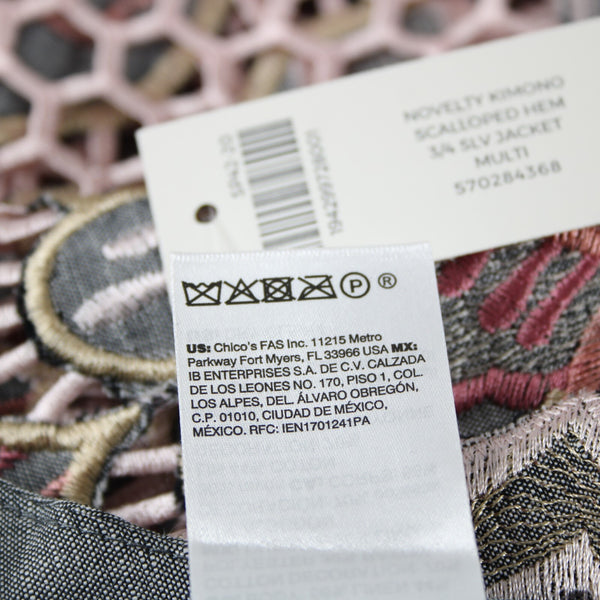 NOVELTY KIMONO
SCALLOPED HEM
3/4 SLV JACKET
MULTI
570284368
P ®
US: Chico's FAS Inc. 11215 Metro
Parkway Fort Myers, FL 33966 USA MX:
IB ENTERPRISES S.A. DE C.V. CALZADA
DE LOS LEONES NO. 170, PISO 1, COL.
LOS ALPES, DEL. ÁLVARO OBREGÓN,
C.P. 01010, CIUDAD DE MÉXICO,
MÉXICO. RFC: IEN1701241PA